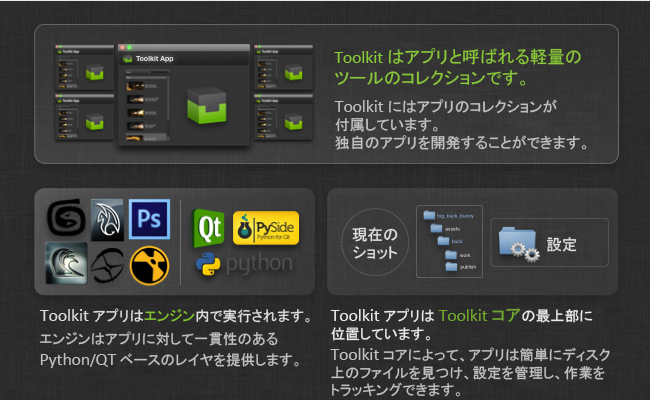 Toolkit App
Toolkit はアプリと呼ばれる軽量の
ツールのコレクションです。
Toolkit にはアプリのコレクションが
付属しています。
独自のアプリを開発することができます。
Ps
Qt
PySide
Python for Qt
python
Toolkit アプリはエンジン内で実行されます。
エンジンはアプリに対して一貫性のある
Python/QT ベースのレイヤを提供します。
現在の
ショット
big_buck_bunny
assets
buck
work
publish
設定
Toolkit アプリは Toolkit コアの最上部に
位置しています。
Toolkit コアによって、アプリは簡単にディスク
上のファイルを見つけ、設定を管理し、作業を
トラッキングできます。